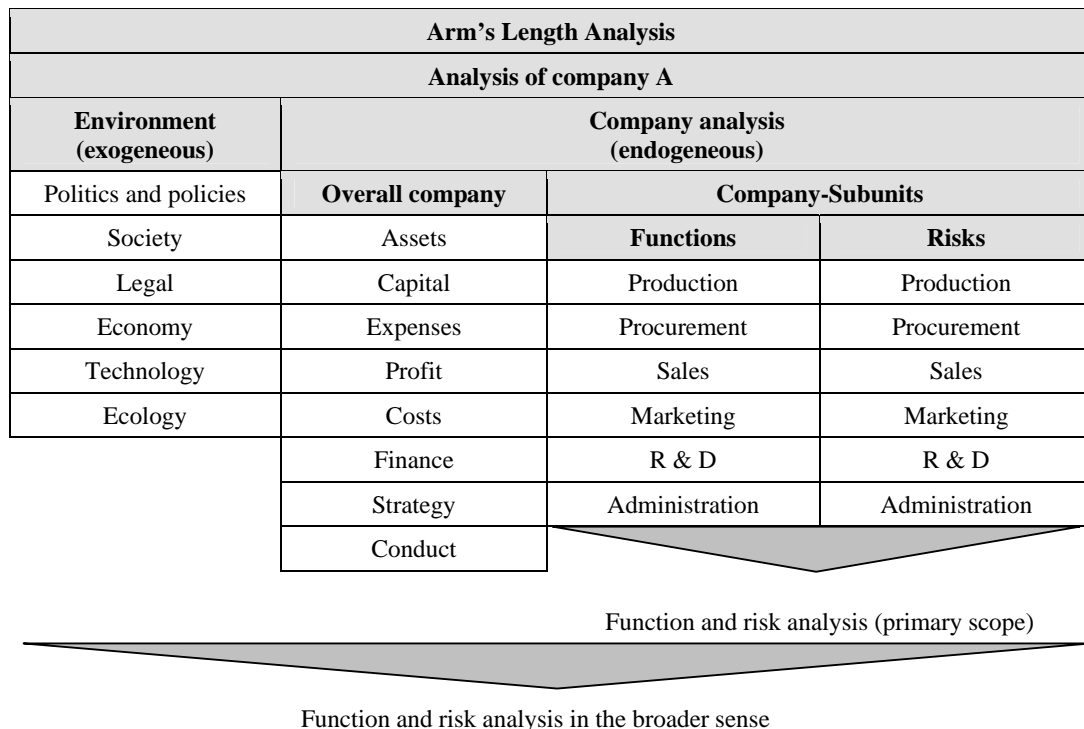 Arm's Length Analysis
Analysis of company A
Environment
(exogeneous)
Company analysis
(endogeneous)
Politics and policies
Overall company
Company-Subunits
Society
Assets
Functions
Risks
Legal
Capital
Production
Production
Economy
Expenses
Procurement
Procurement
Technology
Profit
Sales
Sales
Ecology
Costs
Marketing
Marketing
Finance
R & D
R & D
Strategy
Administration
Administration
Conduct
Function and risk analysis (primary scope)
Function and risk analysis in the broader sense